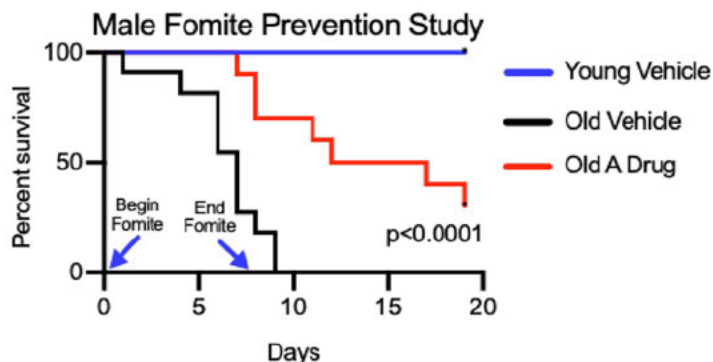 Male Fomite Prevention Study
Percent survival
100
50
0
Begin
Fomite
End
Fomite
p<0.0001
0
5
10
15
20
Days
Young Vehicle
Old Vehicle
Old A Drug